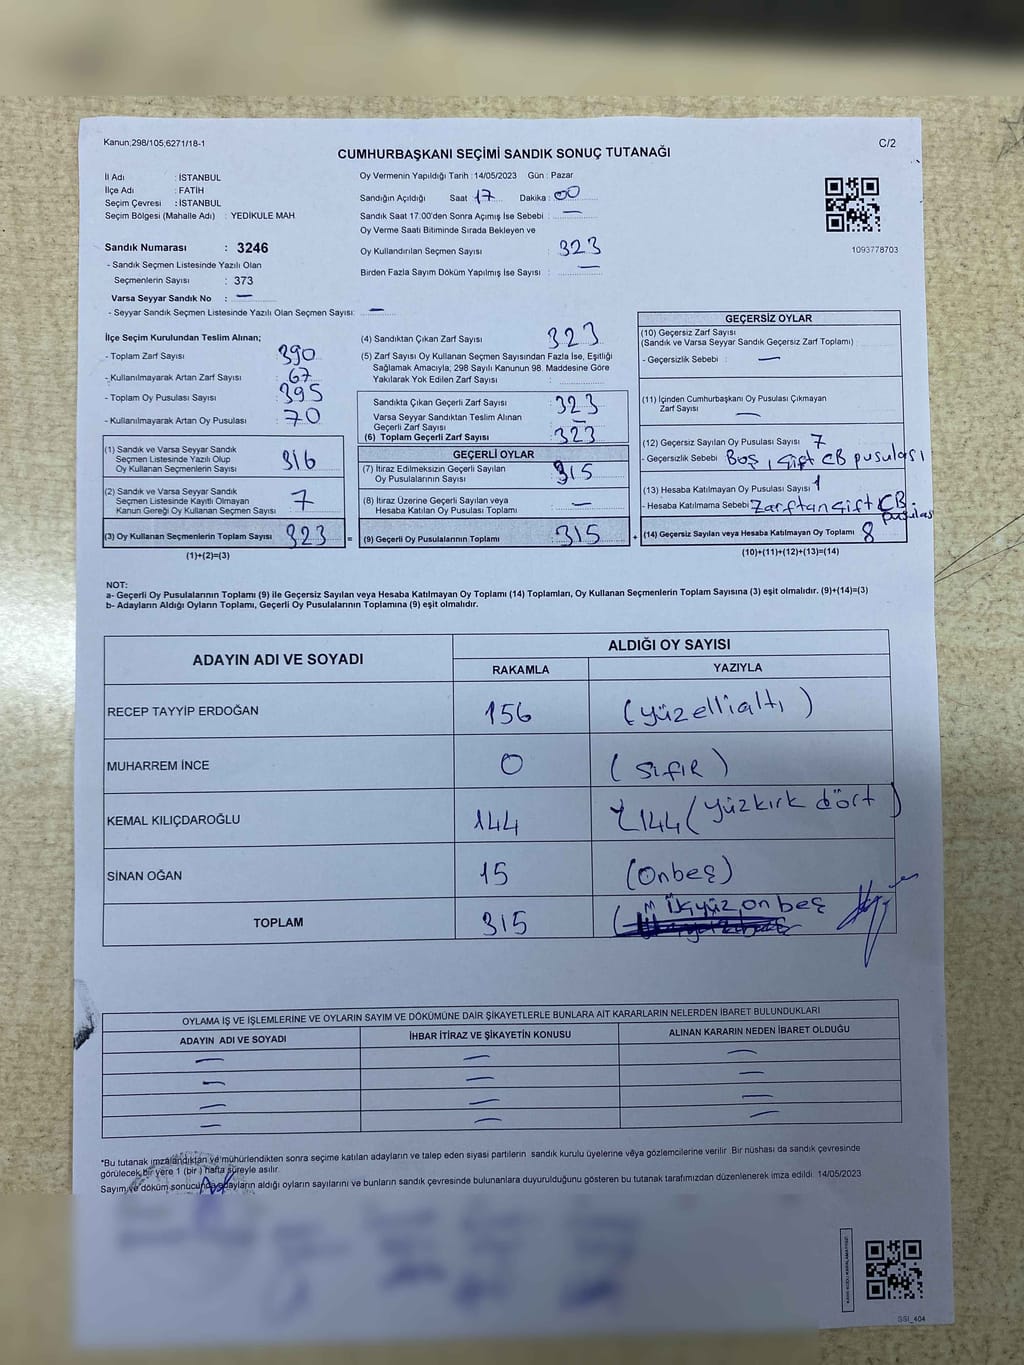 Kanun;298/105;6271/18-1
C/2
CUMHURBAŞKANI SEÇİMİ SANDIK SONUÇ TUTANAĞI
İl Adı : İSTANBUL
İlçe Adı : FATİH
Seçim Çevresi : İSTANBUL
Seçim Bölgesi (Mahalle Adı) : YEDİKULE MAH
Sandık Numarası : 3246
- Sandık Seçmen Listesinde Yazılı Olan
Seçmenlerin Sayısı : 373
Varsa Seyyar Sandık No : —
- Seyyar Sandık Seçmen Listesinde Yazılı Olan Seçmen Sayısı: —
Oy Vermenin Yapıldığı Tarih : 14/05/2023 Gün : Pazar
Sandığın Açıldığı Saat 17 Dakika : 00
Sandık Saat 17:00'den Sonra Açımış İse Sebebi : —
Oy Verme Saati Bitiminde Sırada Bekleyen ve
Oy Kullandırılan Seçmen Sayısı : 323
Birden Fazla Sayım Döküm Yapılmış İse Sayısı : —
1093778703
İlçe Seçim Kurulundan Teslim Alınan;
- Toplam Zarf Sayısı 390
- Kullanılmayarak Artan Zarf Sayısı : 67
- Toplam Oy Pusulası Sayısı : 395
- Kullanılmayarak Artan Oy Pusulası : 70
(1) Sandık ve Varsa Seyyar Sandık
Seçmen Listesinde Yazılı Olup
Oy Kullanan Seçmenlerin Sayısı 316
(2) Sandık ve Varsa Seyyar Sandık
Seçmen Listesinde Kayıtlı Olmayan
Kanun Gereği Oy Kullanan Seçmen Sayısı : 7
(3) Oy Kullanan Seçmenlerin Toplam Sayısı 323
(1)+(2)=(3)
(4) Sandıktan Çıkan Zarf Sayısı 323
(5) Zarf Sayısı Oy Kullanan Seçmen Sayısından Fazla İse, Eşitliği
Sağlamak Amacıyla; 298 Sayılı Kanunun 98. Maddesine Göre
Yakılarak Yok Edilen Zarf Sayısı :
Sandıkta Çıkan Geçerli Zarf Sayısı : 323
Varsa Seyyar Sandıktan Teslim Alınan
Geçerli Zarf Sayısı : —
(6) Toplam Geçerli Zarf Sayısı : 323
GEÇERLİ OYLAR
(7) İtiraz Edilmeksizin Geçerli Sayılan
Oy Pusulalarının Sayısı : 315
(8) İtiraz Üzerine Geçerli Sayılan veya
Hesaba Katılan Oy Pusulası Toplamı : —
= (9) Geçerli Oy Pusulalarının Toplamı : 315
GEÇERSİZ OYLAR
(10) Geçersiz Zarf Sayısı
(Sandık ve Varsa Seyyar Sandık Geçersiz Zarf Toplamı) :
- Geçersizlik Sebebi : —
(11) İçinden Cumhurbaşkanı Oy Pusulası Çıkmayan
Zarf Sayısı : —
(12) Geçersiz Sayılan Oy Pusulası Sayısı : 7
- Geçersizlik Sebebi : Boş, Çift CB pusulası
(13) Hesaba Katılmayan Oy Pusulası Sayısı : 1
- Hesaba Katılmama Sebebi : Zarftan Çift CB
pusulas
+ (14) Geçersiz Sayılan veya Hesaba Katılmayan Oy Toplamı : 8
(10)+(11)+(12)+(13)=(14)
NOT:
a- Geçerli Oy Pusulalarının Toplamı (9) ile Geçersiz Sayılan veya Hesaba Katılmayan Oy Toplamı (14) Toplamları, Oy Kullanan Seçmenlerin Toplam Sayısına (3) eşit olmalıdır. (9)+(14)=(3)
b- Adayların Aldığı Oyların Toplamı, Geçerli Oy Pusulalarının Toplamına (9) eşit olmalıdır.
ADAYIN ADI VE SOYADI
ALDIĞI OY SAYISI
RAKAMLA YAZIYLA
RECEP TAYYİP ERDOĞAN 156 (yüzelli altı)
MUHARREM İNCE 0 (sıfır)
KEMAL KILIÇDAROĞLU 144 144 (yüzkırk dört)
SİNAN OĞAN 15 (onbeş)
TOPLAM 315 onbeş
OYLAMA İŞ VE İŞLEMLERİNE VE OYLARIN SAYIM VE DÖKÜMÜNE DAİR ŞİKAYETLERLE BUNLARA AİT KARARLARIN NELERDEN İBARET BULUNDUKLARI
ADAYIN ADI VE SOYADI İHBAR İTİRAZ VE ŞİKAYETİN KONUSU ALINAN KARARIN NEDEN İBARET OLDUĞU
— — —
— — —
— — —
— — —
*Bu tutanak imzalandıktan ve mühürlendikten sonra seçime katılan adayların ve talep eden siyasi partilerin sandık kurulu üyelerine veya gözlemcilerine verilir. Bir nüshası da sandık çevresinde
görülecek bir yere 1 (bir ) hafta süreyle asılır.
Sayım ve döküm sonucunda adayların aldığı oyların sayılarını ve bunların sandık çevresinde bulunanlara duyurulduğunu gösteren bu tutanak tarafımızdan düzenlenerek imza edildi. 14/05/2023
SSI_404